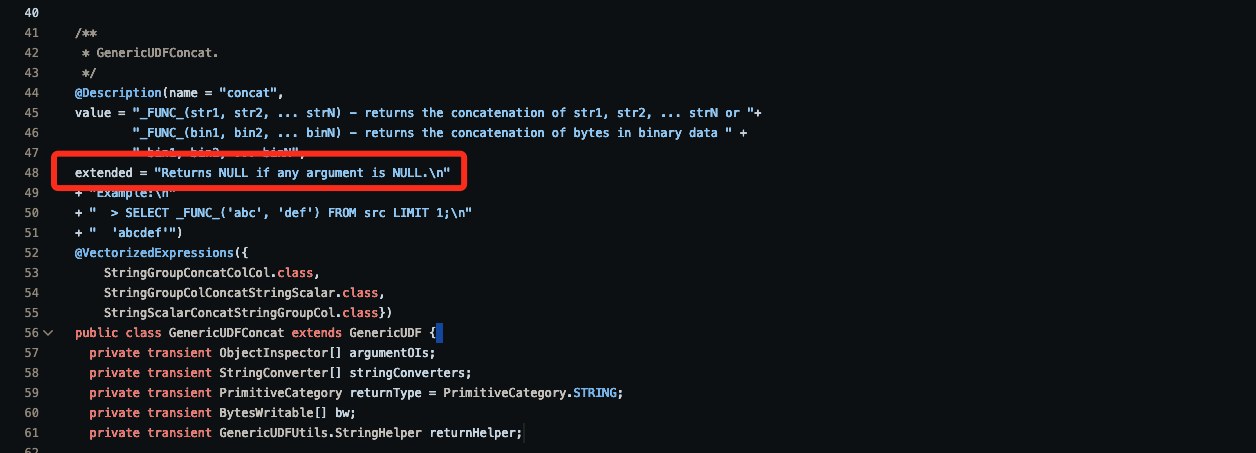 40
41 /**
42 * GenericUDFConcat.
43 */
44 @Description(name = "concat",
45 value = "_FUNC_(str1, str2, ... strN) - returns the concatenation of str1, str2, ... strN or "+
46 "_FUNC_(bin1, bin2, ... binN) - returns the concatenation of bytes in binary data " +
47 " bin1, bin2, ... binN",
48 extended = "Returns NULL if any argument is NULL.\n"
49 + "Example:\n"
50 + "  > SELECT _FUNC_('abc', 'def') FROM src LIMIT 1;\n"
51 + "  'abcdef'")
52 @VectorizedExpressions({
53 StringGroupConcatColCol.class,
54 StringGroupColConcatStringScalar.class,
55 StringScalarConcatStringGroupCol.class})
56 public class GenericUDFConcat extends GenericUDF {
57 private transient ObjectInspector[] argumentOIs;
58 private transient StringConverter[] stringConverters;
59 private transient PrimitiveCategory returnType = PrimitiveCategory.STRING;
60 private transient BytesWritable[] bw;
61 private transient GenericUDFUtils.StringHelper returnHelper;
62